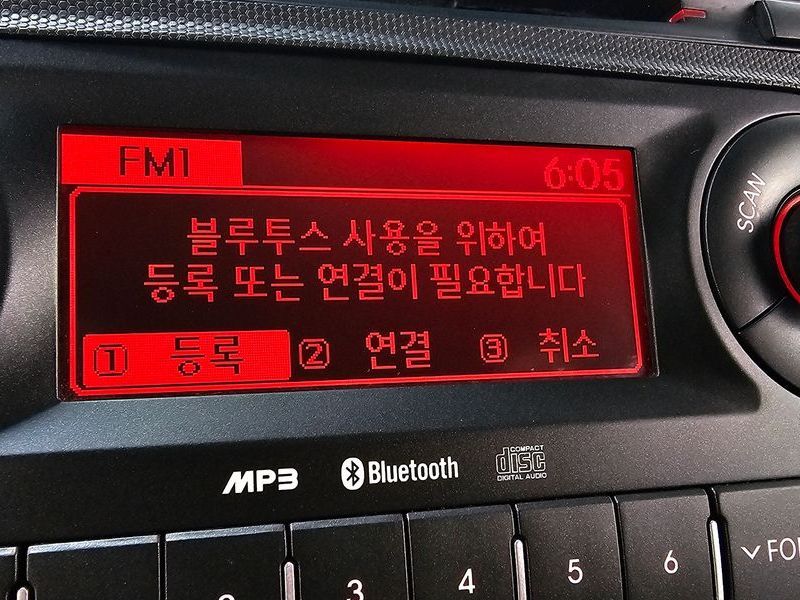 FM1 6:05
블루투스 사용을 위하여
등록 또는 연결이 필요합니다
1 등록 2 연결 3 취소
SCAN
MP3 Bluetooth COMPACT disc DIGITAL AUDIO
3 4 5 6